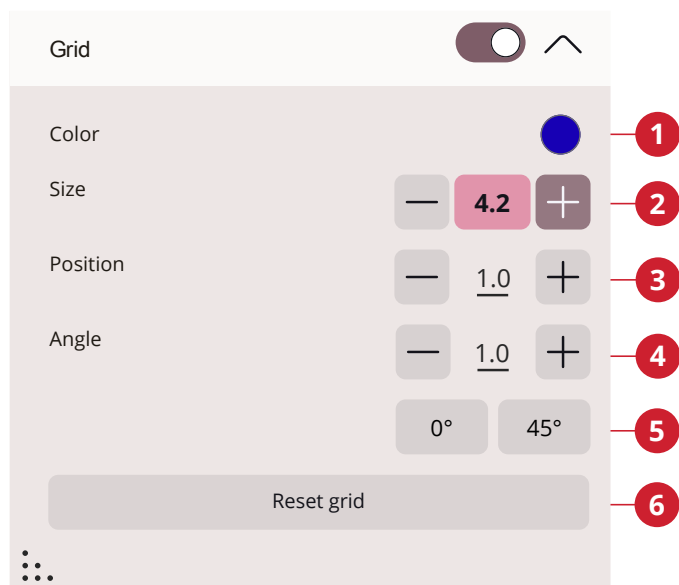 Grid
Color
1
Size
4.2
2
Position
1.0
3
Angle
1.0
4
0°
45°
5
Reset grid
6